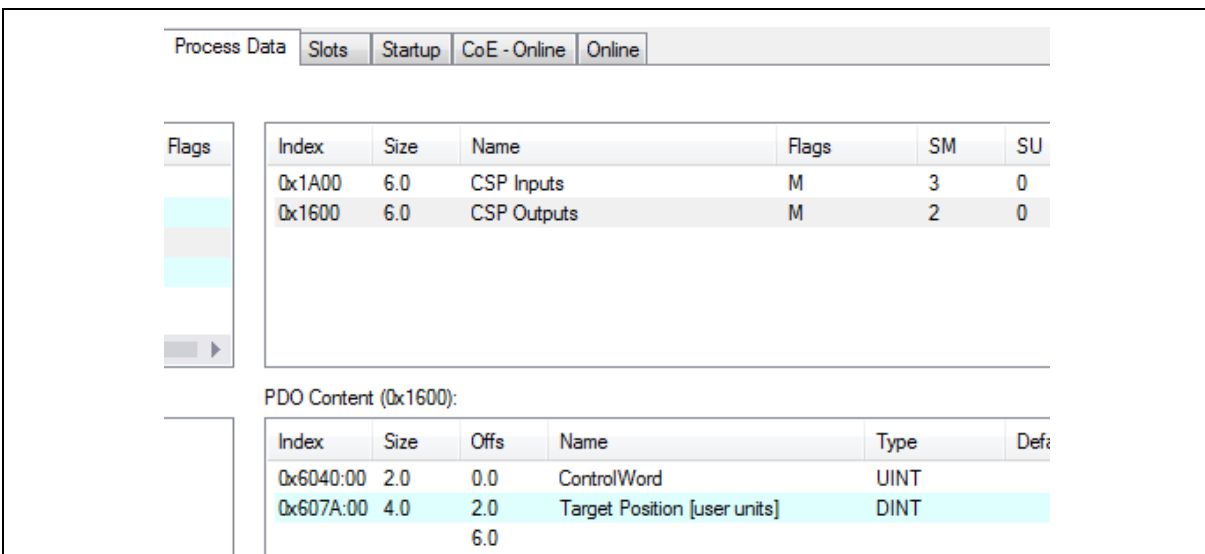 Process Data Slots Startup CoE - Online Online
Flags Index Size Name Flags SM SU
0x1A00 6.0 CSP Inputs M 3 0
0x1600 6.0 CSP Outputs M 2 0
PDO Content (0x1600):
Index Size Offs Name Type Defa
0x6040:00 2.0 0.0 ControlWord UINT
0x607A:00 4.0 2.0 Target Position [user units] DINT
6.0